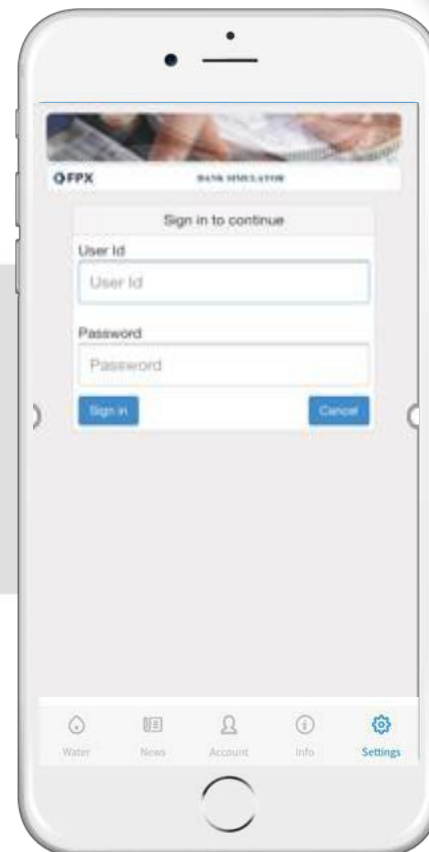 FPX BANK SIMULATOR
Sign in to continue
User Id
User Id
Password
Password
Sign in Cancel
Water News Account Info Settings